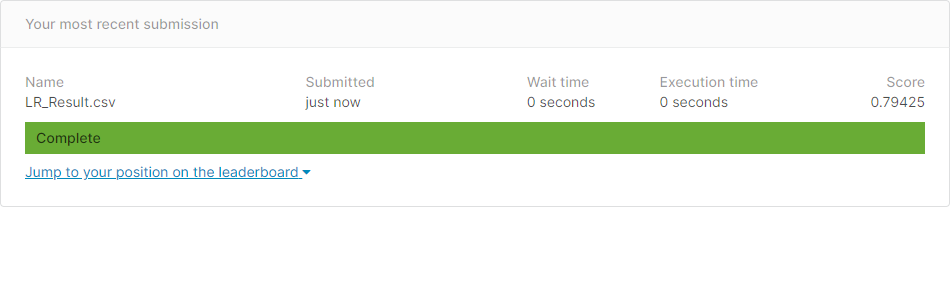 Your most recent submission
Name Submitted Wait time Execution time Score
LR_Result.csv just now 0 seconds 0 seconds 0.79425
Complete
Jump to your position on the leaderboard